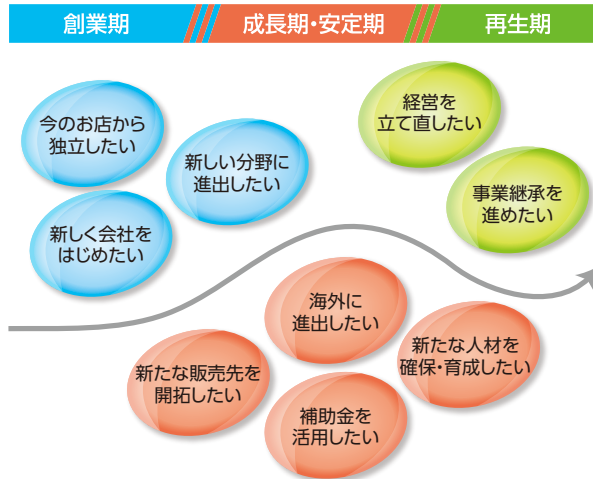 創業期
成長期・安定期
再生期
今のお店から
独立したい
新しい分野に
進出したい
新しく会社を
はじめたい
経営を
立て直したい
事業継承を
進めたい
海外に
進出したい
新たな人材を
確保・育成したい
新たな販売先を
開拓したい
補助金を
活用したい